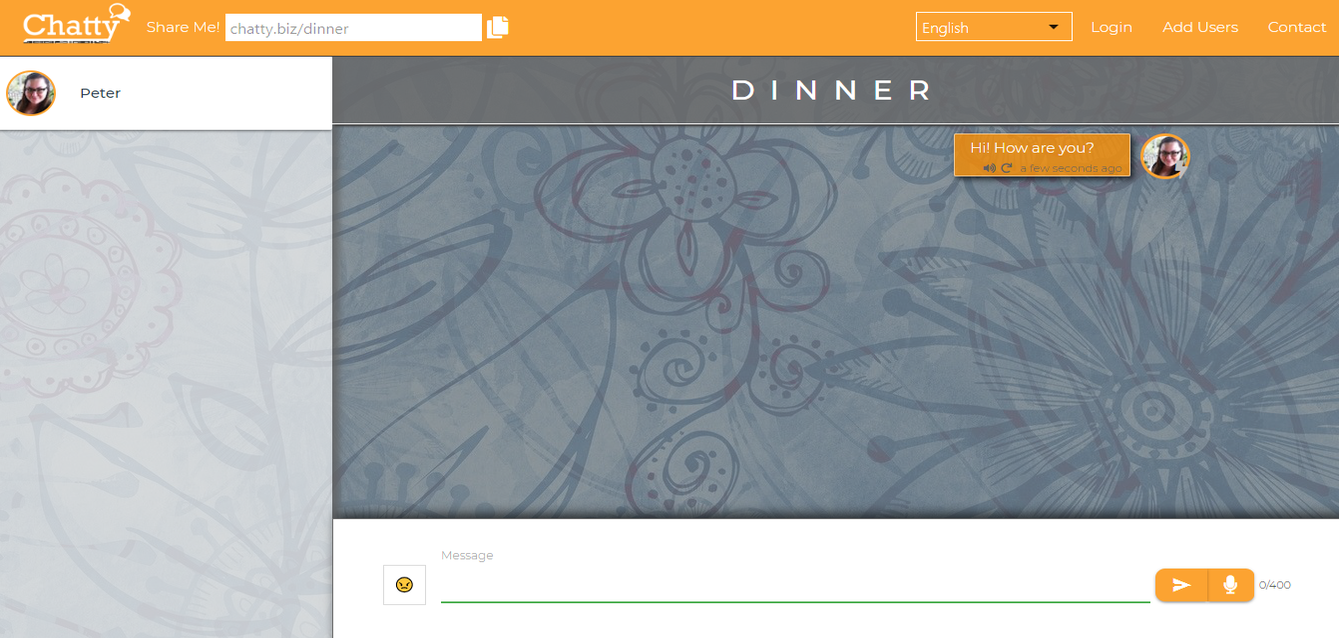 Chatty
Share Me!
chatty.biz/dinner
English
Login
Add Users
Contact
Peter
DINNER
Hi! How are you?
a few seconds ago
Message
0/400